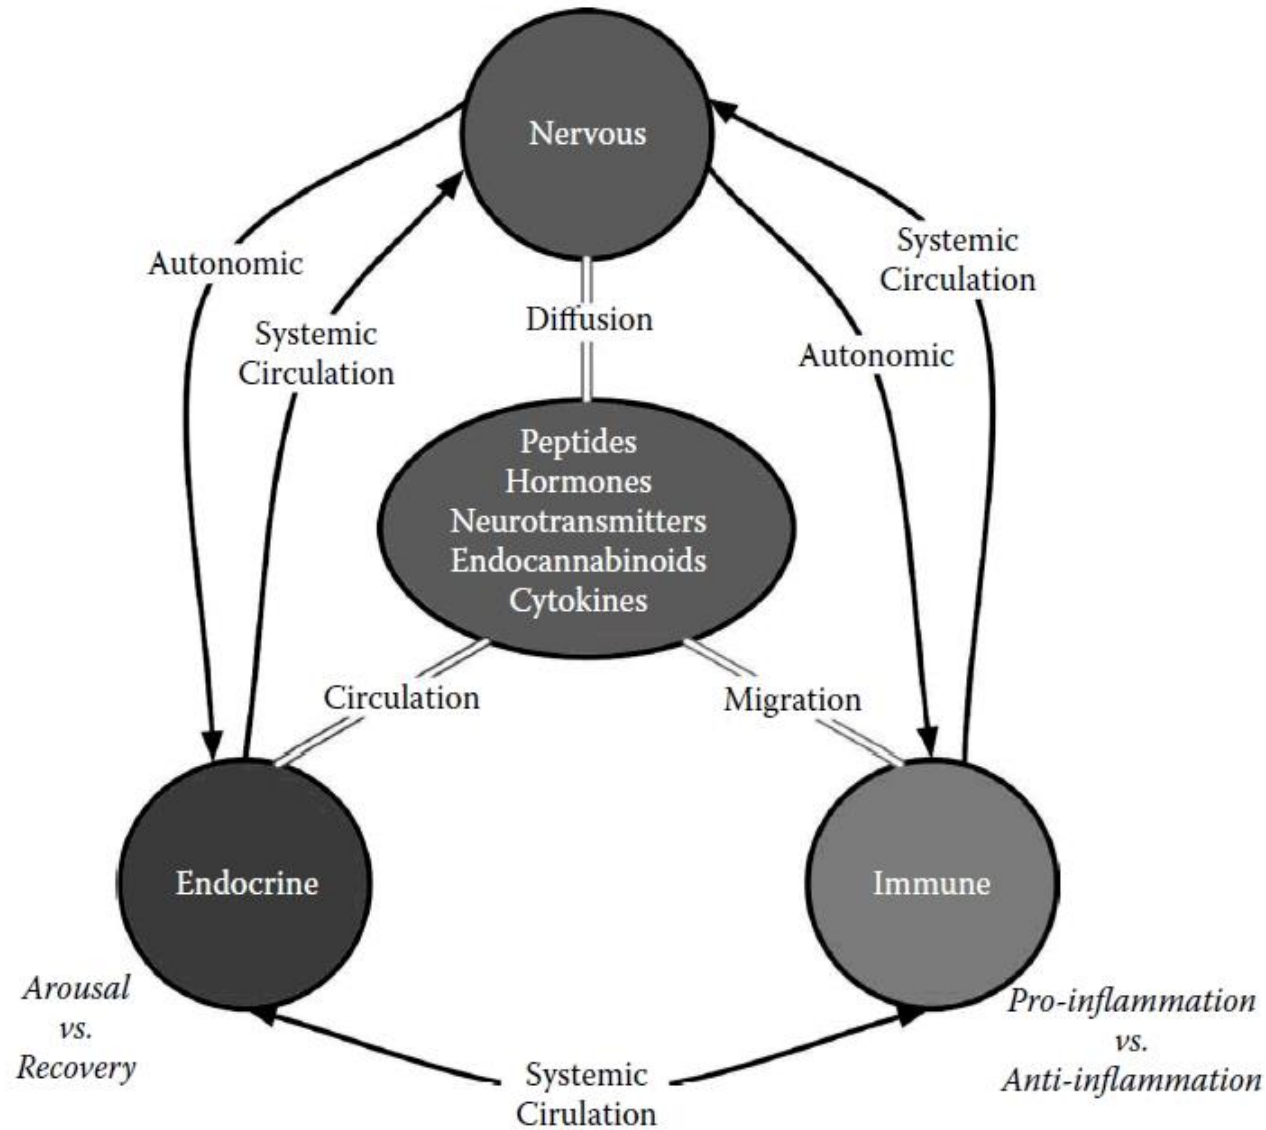 Nervous
Autonomic
Systemic
Circulation
Systemic
Circulation
Autonomic
Diffusion
Peptides
Hormones
Neurotransmitters
Endocannabinoids
Cytokines
Circulation
Migration
Endocrine
Immune
Arousal
vs.
Recovery
Pro-inflammation
vs.
Anti-inflammation
Systemic
Cirulation